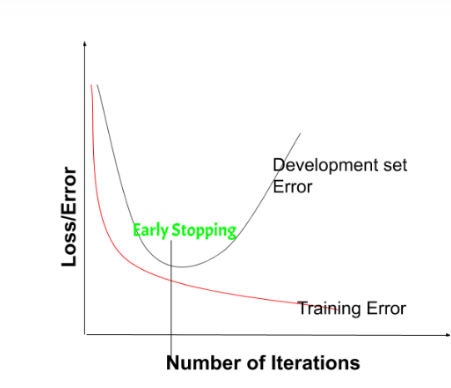 Development set
Error
Early Stopping
Loss/Error
Training Error
Number of Iterations